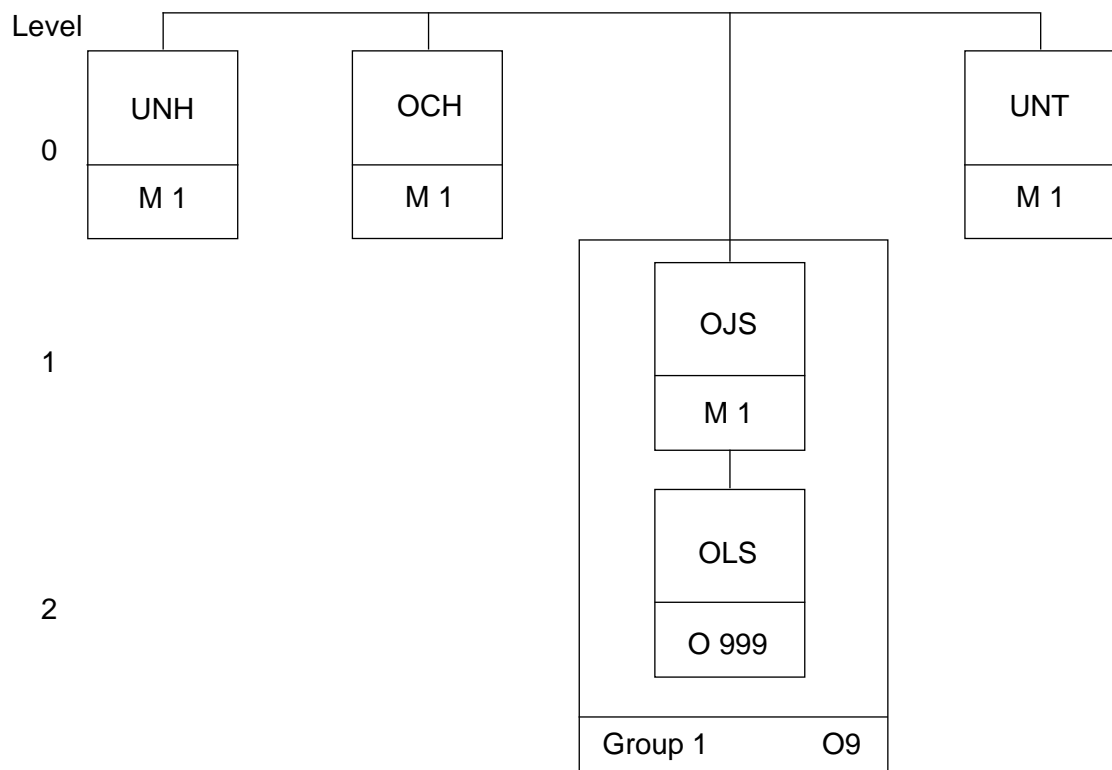 Level
UNH
OCH
UNT
0
M 1
M 1
M 1
OJS
1
M 1
OLS
2
O 999
Group 1 O9